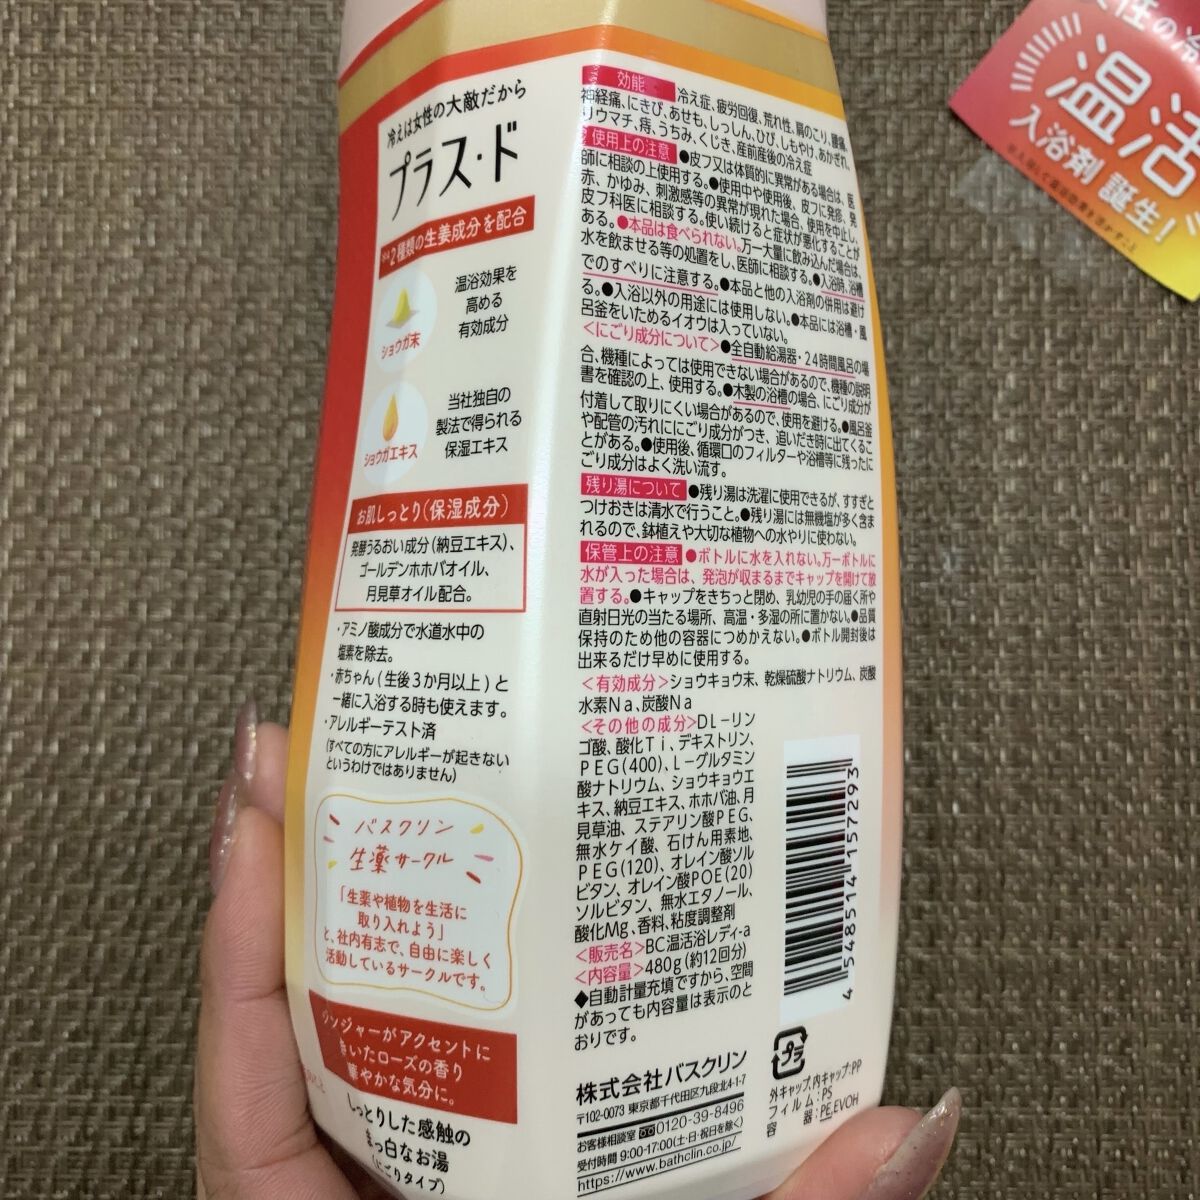 冷えは女性の大敵だから
プラス・ド
2種類の生姜成分を配合
ショウガ末
温浴効果を
高める
有効成分
ショウガエキス
当社独自の
製法で得られる
保湿エキス
お肌しっとり(保湿成分)
発酵うるおい成分(納豆エキス)、
ゴールデンホホバオイル、
月見草オイル配合。
・アミノ酸成分で水道水中の
塩素を除去。
・赤ちゃん(生後3か月以上)と
一緒に入浴する時も使えます。
・アレルギーテスト済
(すべての方にアレルギーが起きない
というわけではありません)
バスクリン
生薬サークル
「生薬や植物を生活に
取り入れよう」
と、社内有志で、自由に楽しく
活動しているサークルです。
ジンジャーがアクセントに
きいたローズの香り
華やかな気分に。
しっとりした感触の
まっ白なお湯
(にごりタイプ)
効能 冷え症、疲労回復、荒れ性、肩のこり、腰痛、
神経痛、にきび、あせも、しっしん、ひび、しもやけ、あかぎれ、
リウマチ、痔、うちみ、くじき、産前産後の冷え症
使用上の注意 ●皮フ又は体質的に異常がある場合は、医
師に相談の上使用する。●使用中や使用後、皮フに発疹、発
赤、かゆみ、刺激感等の異常が現れた場合、使用を中止し、
皮フ科医に相談する。使い続けると症状が悪化することが
ある。●本品は食べられない。万一大量に飲み込んだ場合は、
水を飲ませる等の処置をし、医師に相談する。●入浴時、浴槽
でのすべりに注意する。●本品と他の入浴剤の併用は避け
る。●入浴以外の用途には使用しない。●本品には浴槽・風
呂釜をいためるイオウは入っていない。
<にごり成分について>●全自動給湯器・24時間風呂の場
合、機種によっては使用できない場合があるので、機種の説明
書を確認の上、使用する。●木製の浴槽の場合、にごり成分が
付着して取りにくい場合があるので、使用を避ける。●風呂釜
や配管の汚れににごり成分がつき、追いだき時に出てくるこ
とがある。●使用後、循環口のフィルターや浴槽等に残ったに
ごり成分はよく洗い流す。
残り湯について ●残り湯は洗濯に使用できるが、すすぎと
つけおきは清水で行うこと。●残り湯には無機塩が多く含ま
れるので、鉢植えや大切な植物への水やりに使わない。
保管上の注意 ●ボトルに水を入れない。万一ボトルに
水が入った場合は、発泡が収まるまでキャップを開けて放
置する。●キャップをきちっと閉め、乳幼児の手の届く所や
直射日光の当たる場所、高温・多湿の所に置かない。●品質
保持のため他の容器につめかえない。●ボトル開封後は
出来るだけ早めに使用する。
<有効成分>ショウキョウ末、乾燥硫酸ナトリウム、炭酸
水素Na、炭酸Na
<その他の成分>DL-リン
ゴ酸、酸化Ti、デキストリン、
PEG(400)、L-グルタミン
酸ナトリウム、ショウキョウエ
キス、納豆エキス、ホホバ油、月
見草油、ステアリン酸PEG、
無水ケイ酸、石けん用素地、
PEG(120)、オレイン酸ソル
ビタン、オレイン酸POE(20)
ソルビタン、無水エタノール、
酸化Mg、香料、粘度調整剤
<販売名>BC温活浴レディ-a
<内容量>480g(約12回分)
◆自動計量充填ですから、空間
があっても内容量は表示のと
おりです。
株式会社バスクリン
〒102-0073 東京都千代田区九段北4-1-7
お客様相談室 0120-39-8496
受付時間 9:00-17:00(土・日・祝日を除く)
https://www.bathclin.co.jp/
4 548514 157293
プラ
外キャップ,内キャップ:PP
フィルム:PS
容器:PE,EVOH
女性の冷
温活
入浴剤 誕生!